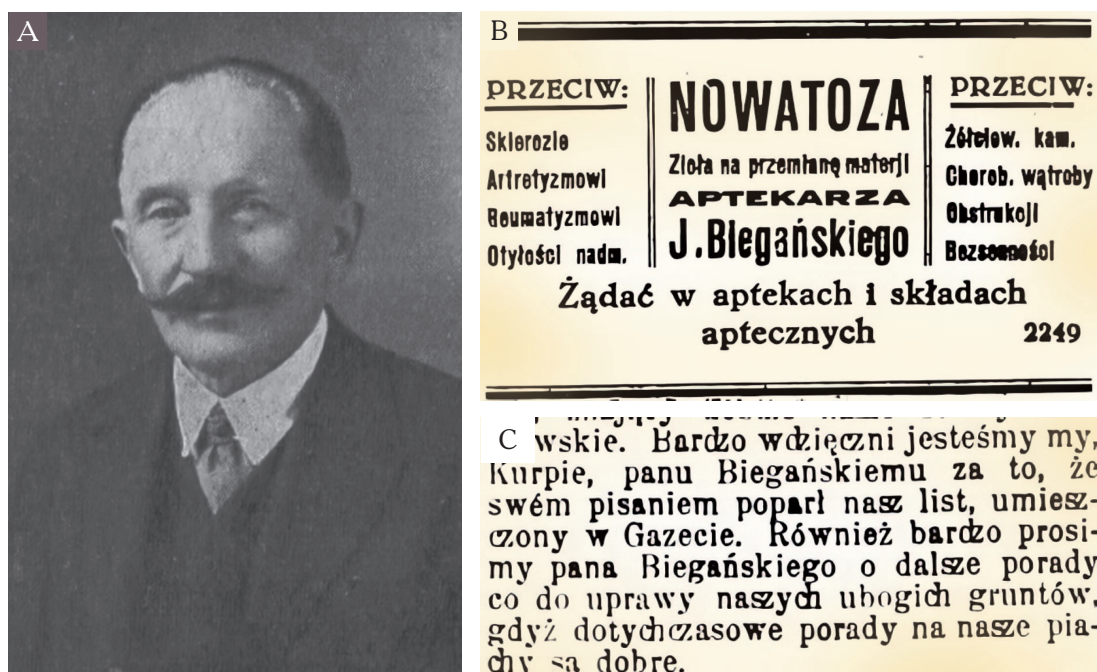 A
B
PRZECIW:
Sklerozie
Artretyzmowi
Reumatyzmowi
Otyłości nadm.
NOWATOZA
Zioła na przemianę materji
APTEKARZA
J. Biegańskiego
PRZECIW:
Żółciow. kam.
Chorob. wątroby
Obstrukcji
Bezsenności
Żądać w aptekach i składach
aptecznych 2249
C
wskie. Bardzo wdzięczni jesteśmy my,
Kurpie, panu Biegańskiemu za to, że
swém pisaniem poparł nasz list, umiesz-
czony w Gazecie. Również bardzo prosi-
my pana Biegańskiego o dalsze porady
co do uprawy naszych ubogich gruntów,
gdyż dotychczasowe porady na nasze pia-
chy są dobre.